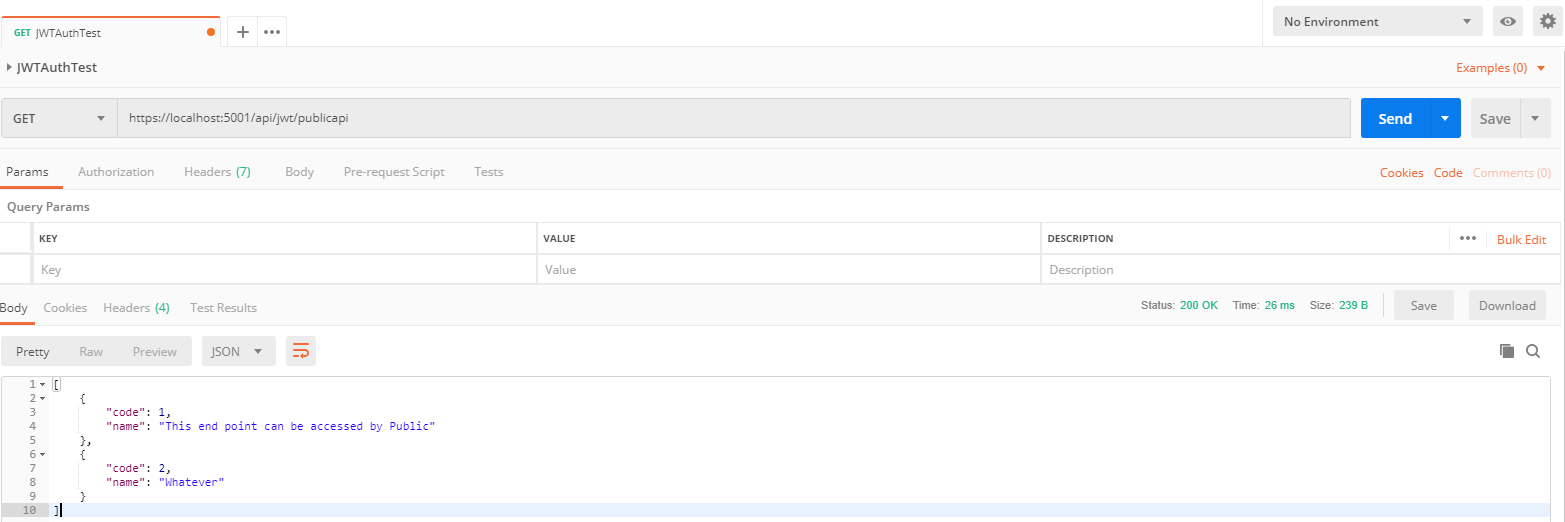 GET JWTAuthTest
No Environment
JWTAuthTest
Examples (0)
GET https://localhost:5001/api/jwt/publicapi Send Save
Params Authorization Headers (7) Body Pre-request Script Tests Cookies Code Comments (0)
Query Params
KEY VALUE DESCRIPTION Bulk Edit
Key Value Description
Body Cookies Headers (4) Test Results Status: 200 OK Time: 26 ms Size: 239 B Save Download
Pretty Raw Preview JSON
1 [
2 {
3 "code": 1,
4 "name": "This end point can be accessed by Public"
5 },
6 {
7 "code": 2,
8 "name": "Whatever"
9 }
10 ]